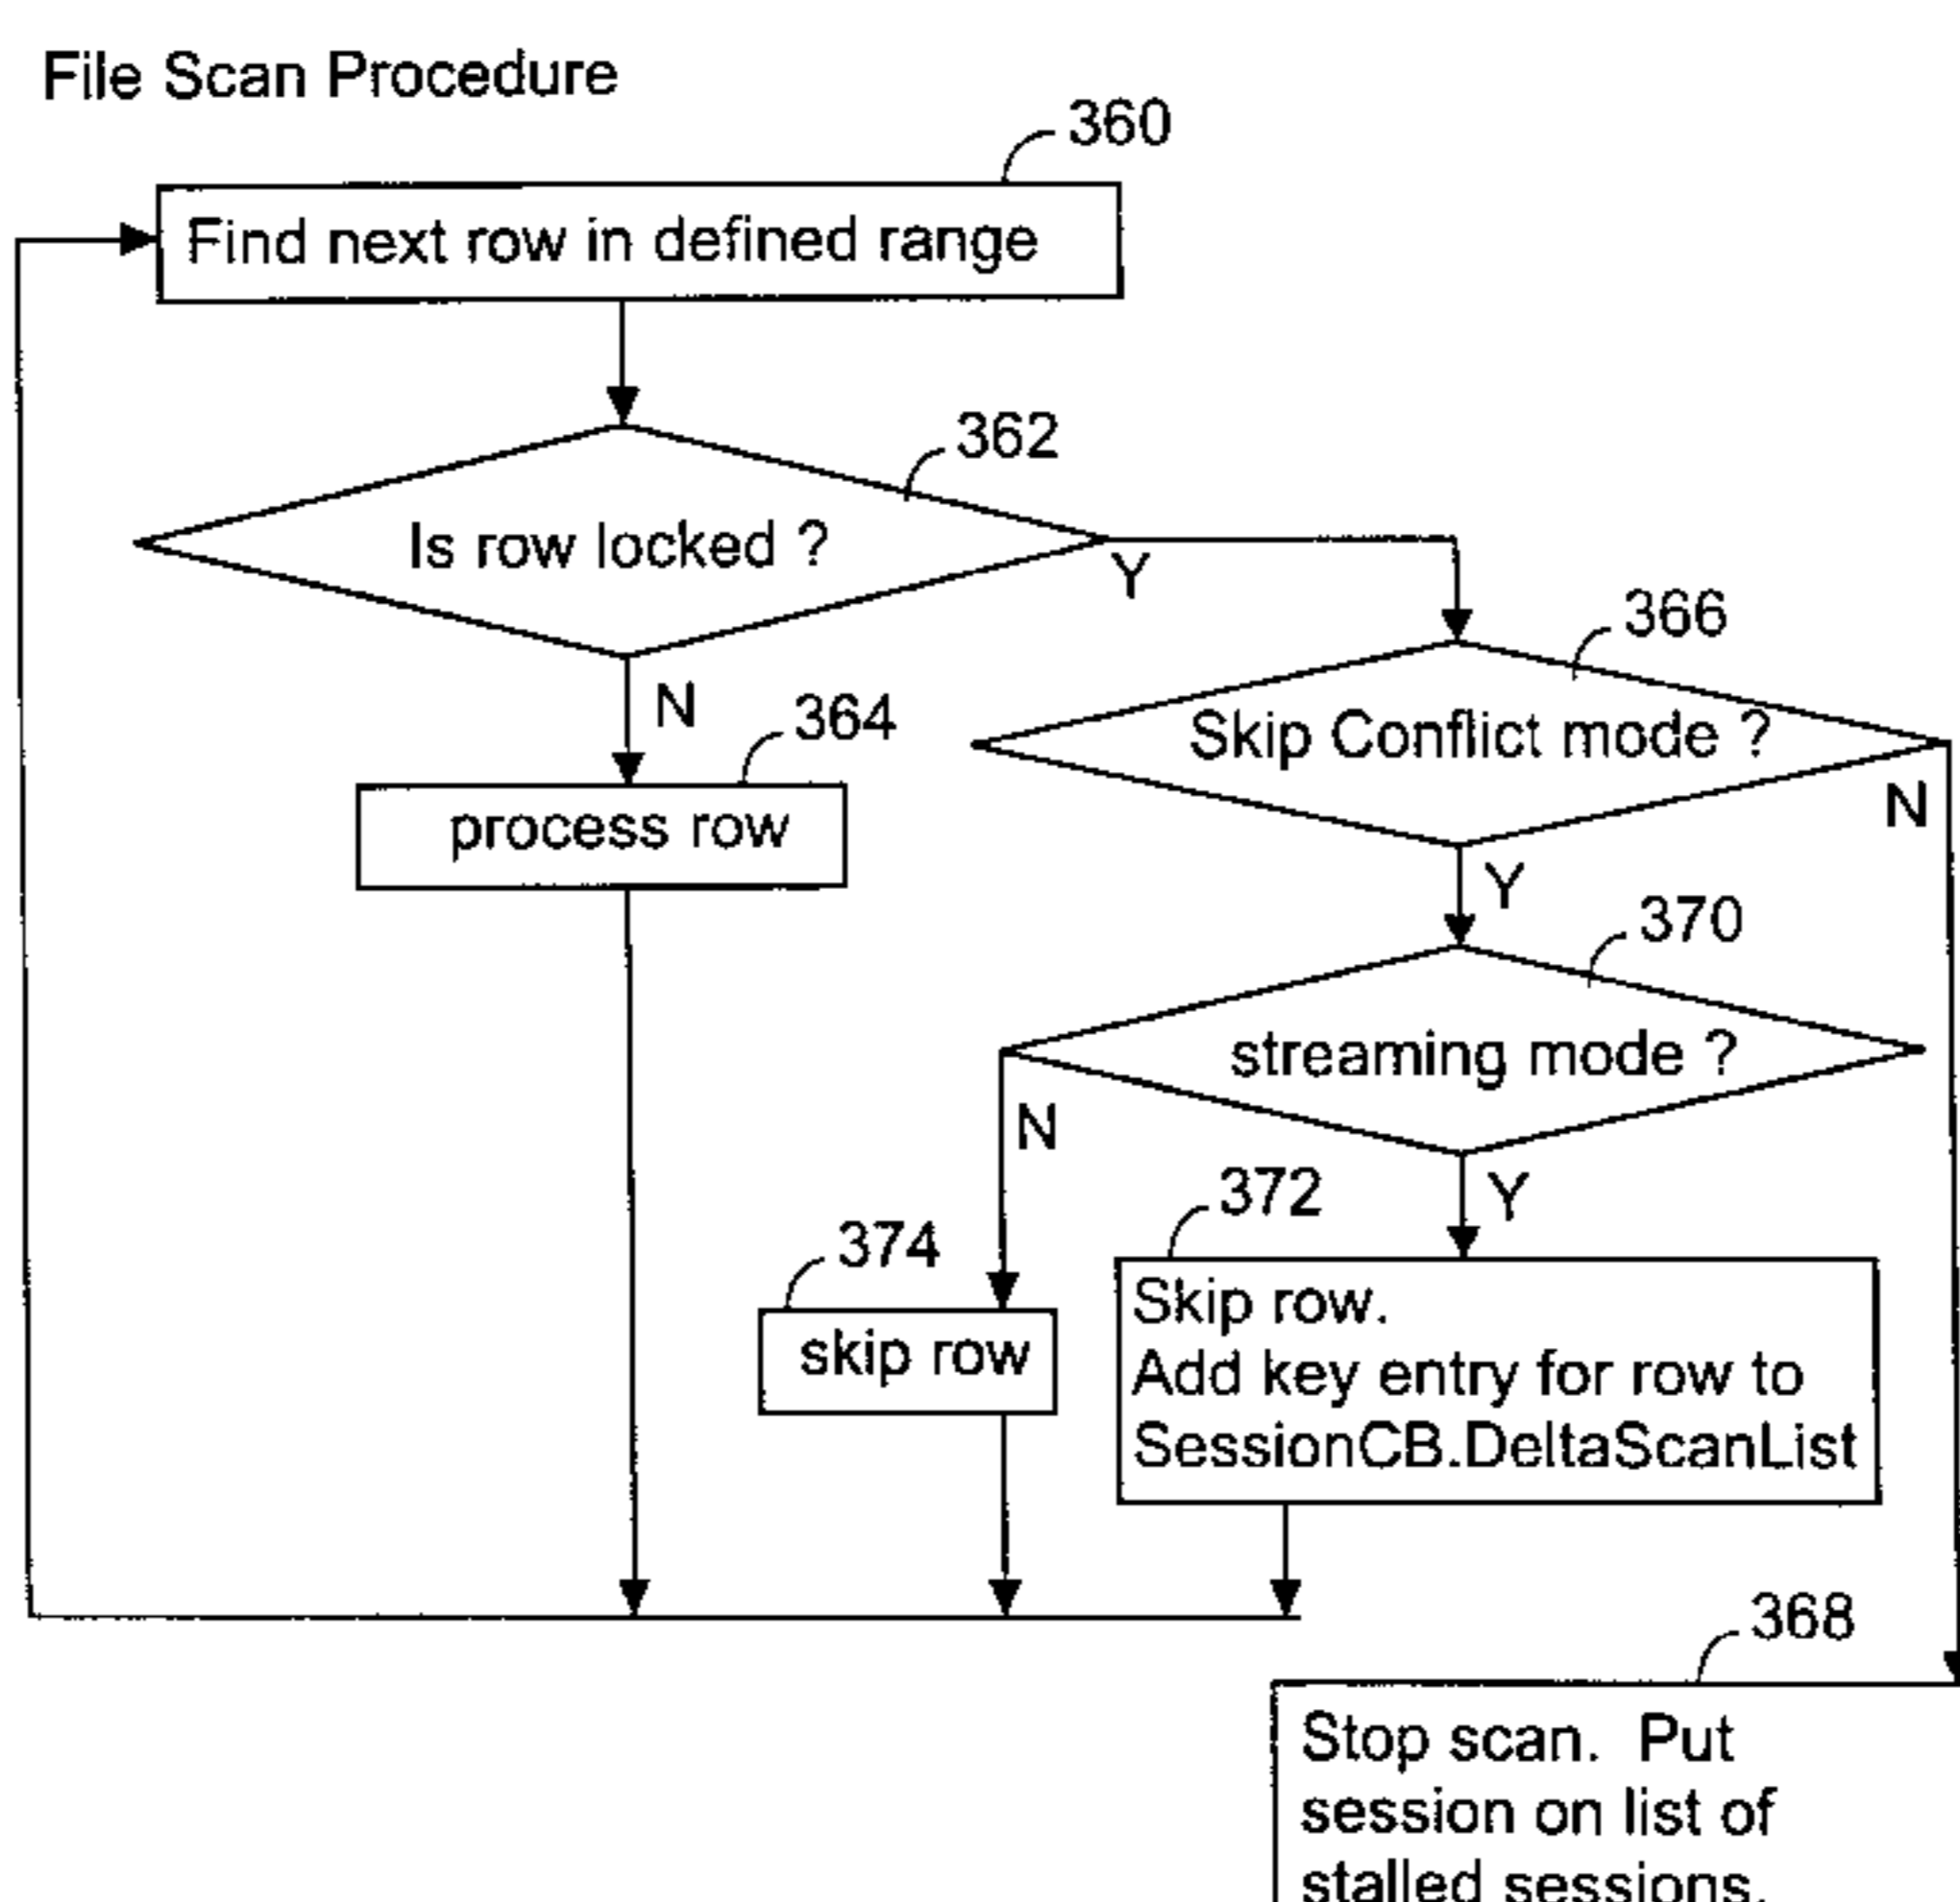 File Scan Procedure
360
Find next row in defined range
362
Is row locked ?
Y
366
N
364
Skip Conflict mode ?
N
process row
Y
370
streaming mode ?
N
372
Y
374
Skip row.
skip row
Add key entry for row to
SessionCB.DeltaScanList
368
Stop scan. Put
session on list of
stalled sessions.